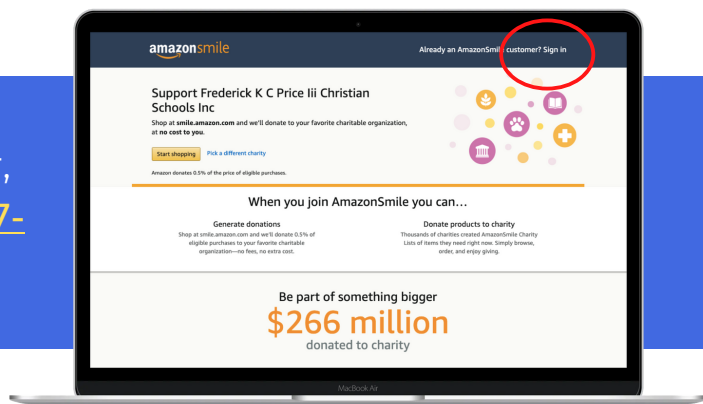 amazonsmile
Already an AmazonSmile customer? Sign in
Support Frederick K C Price Iii Christian
Schools Inc
Shop at smile.amazon.com and we'll donate to your favorite charitable organization,
at no cost to you.
Start shopping Pick a different charity
Amazon donates 0.5% of the price of eligible purchases.
When you join AmazonSmile you can…
Generate donations
Shop at smile.amazon.com and we'll donate 0.5% of
eligible purchases to your favorite charitable
organization—no fees, no extra cost.
Donate products to charity
Thousands of charities created AmazonSmile Charity
Lists of items they need right now. Simply browse,
order, and enjoy giving.
Be part of something bigger
$266 million
donated to charity
MacBook Air
7-